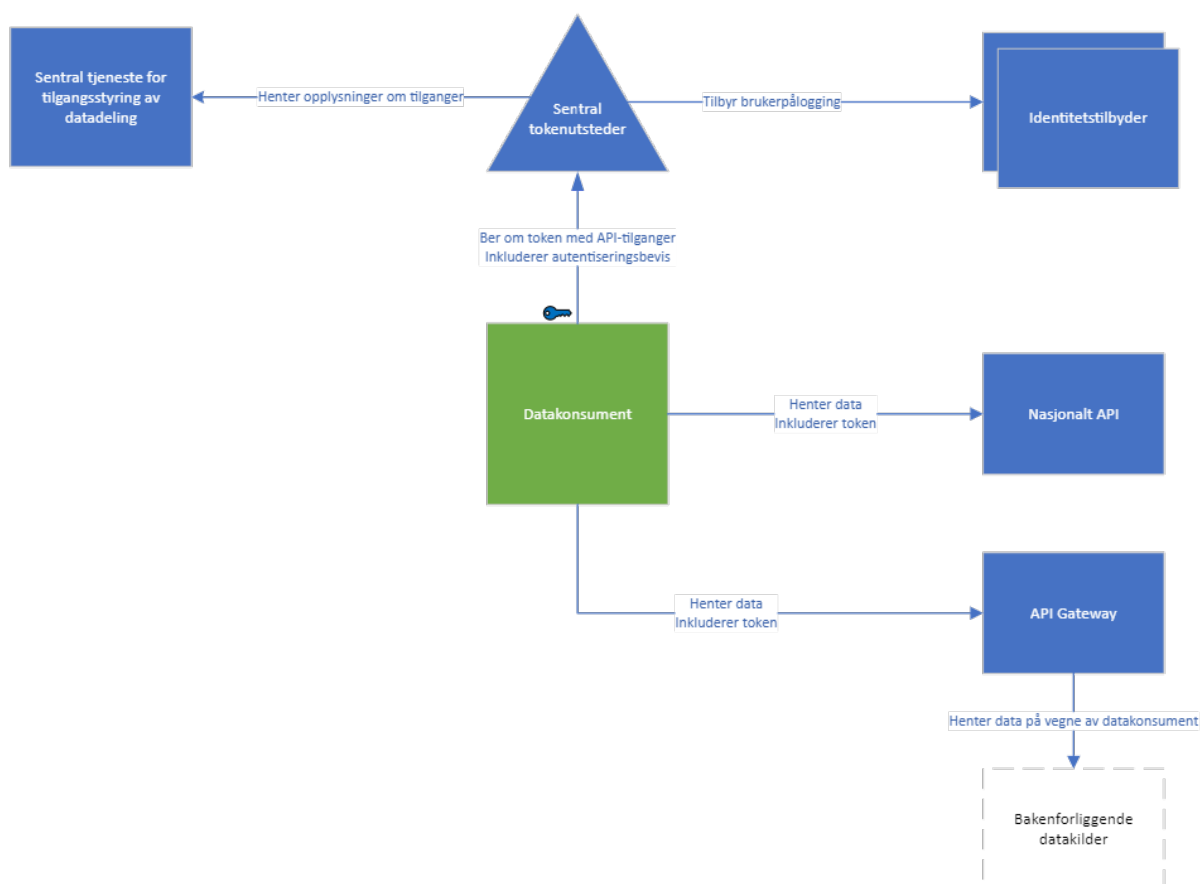 Sentral tjeneste for
tilgangsstyring av
datadeling
Henter opplysninger om tilganger
Sentral
tokenutsteder
Tilbyr brukerpålogging
Identitetstilbyder
Ber om token med API-tilganger
Inkluderer autentiseringsbevis
Datakonsument
Henter data
Inkluderer token
Nasjonalt API
Henter data
Inkluderer token
API Gateway
Henter data på vegne av datakonsument
Bakenforliggende
datakilder